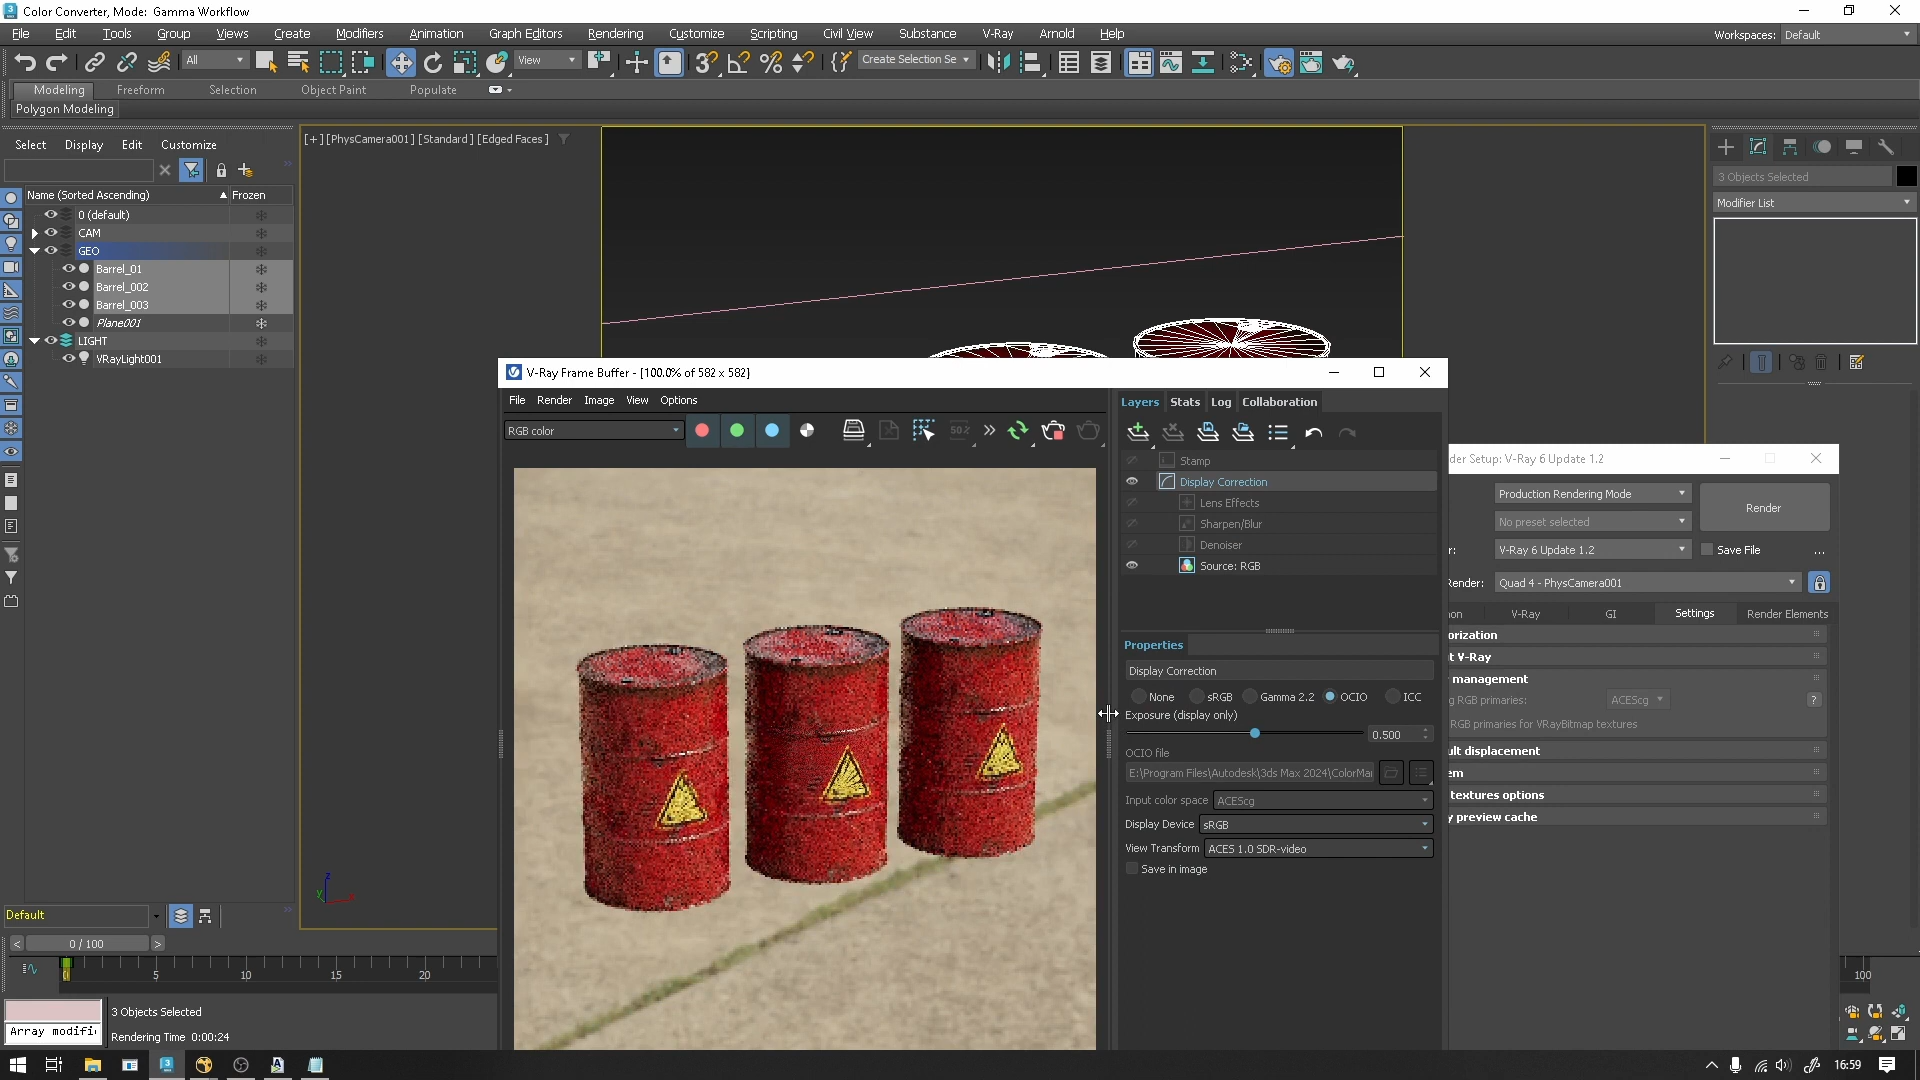 Color Converter, Mode: Gamma Workflow
File Edit Tools Group Views Create Modifiers Animation Graph Editors Rendering Customize Scripting Civil View Substance V-Ray Arnold Help
Workspaces: Default
All
View
Create Selection Se
Modeling Freeform Selection Object Paint Populate
Polygon Modeling
Select Display Edit Customize
Name (Sorted Ascending) Frozen
0 (default)
CAM
GEO
Barrel_01
Barrel_002
Barrel_003
Plane001
LIGHT
VRayLight001
[+] [PhysCamera001] [Standard] [Edged Faces]
3 Objects Selected
Modifier List
V-Ray Frame Buffer - [100.0% of 582 x 582]
File Render Image View Options
RGB color
Layers Stats Log Collaboration
Stamp
Display Correction
Lens Effects
Sharpen/Blur
Denoiser
Source: RGB
Properties
Display Correction
None sRGB Gamma 2.2 OCIO ICC
Exposure (display only)
0.500
OCIO file
E:\Program Files\Autodesk\3ds Max 2024\ColorMa
Input color space ACEScg
Display Device sRGB
View Transform ACES 1.0 SDR-video
Save in image
der Setup: V-Ray 6 Update 1.2
Production Rendering Mode
Render
No preset selected
r: V-Ray 6 Update 1.2
Save File ...
Render: Quad 4 - PhysCamera001
on V-Ray GI Settings Render Elements
orization
t V-Ray
management
g RGB primaries: ACEScg ?
RGB primaries for VRayBitmap textures
ult displacement
em
textures options
y preview cache
Default
< 0 / 100 >
0 5 10 15 20 100
z
y
3 Objects Selected
Array modifi
Rendering Time 0:00:24
16:59